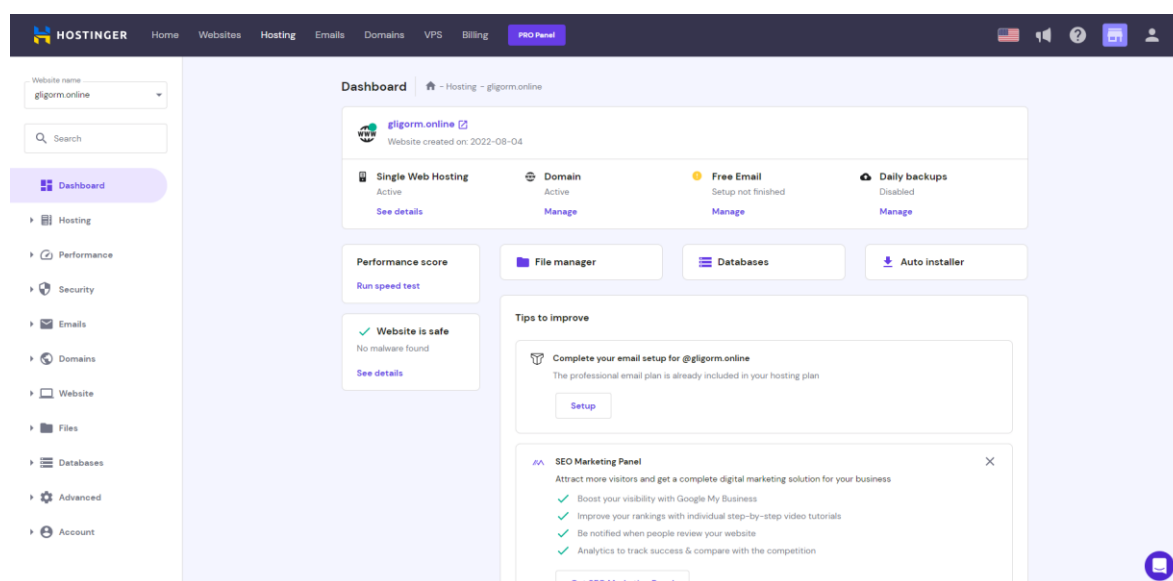 HOSTINGER Home Websites Hosting Emails Domains VPS Billing PRO Panel
Website name
gligorm.online
Search
Dashboard
Hosting
Performance
Security
Emails
Domains
Website
Files
Databases
Advanced
Account
Dashboard - Hosting - gligorm.online
www
gligorm.online
Website created on: 2022-08-04
Single Web Hosting
Active
See details
Domain
Active
Manage
Free Email
Setup not finished
Manage
Daily backups
Disabled
Manage
Performance score
Run speed test
Website is safe
No malware found
See details
File manager
Databases
Auto installer
Tips to improve
Complete your email setup for @gligorm.online
The professional email plan is already included in your hosting plan
Setup
SEO Marketing Panel
Attract more visitors and get a complete digital marketing solution for your business
Boost your visibility with Google My Business
Improve your rankings with individual step-by-step video tutorials
Be notified when people review your website
Analytics to track success & compare with the competition